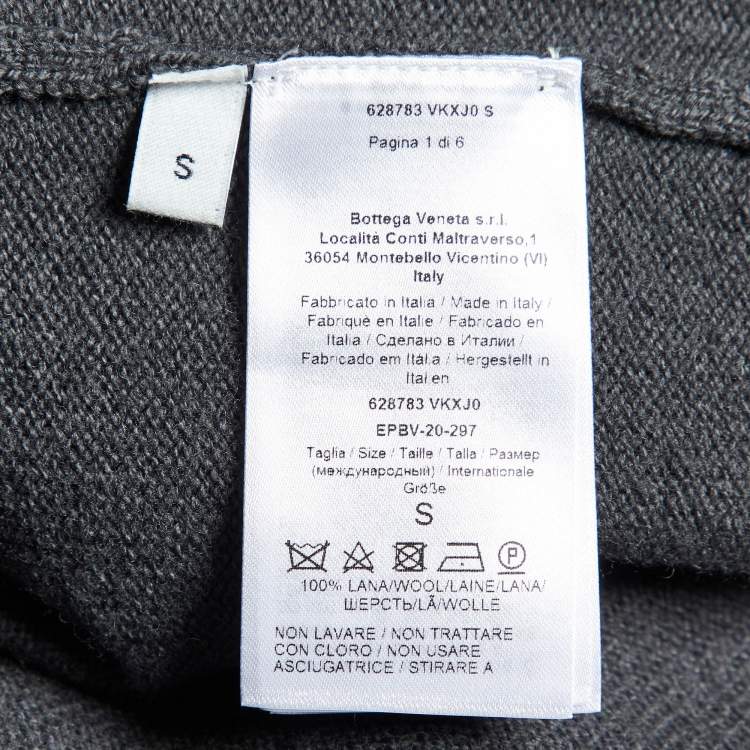 S
628783 VKXJ0 S
Pagina 1 di 6
Bottega Veneta s.r.l.
Località Conti Maltraverso,1
36054 Montebello Vicentino (VI)
Italy
Fabbricato in Italia / Made in Italy /
Fabriqué en Italie / Fabricado en
Italia / Сделано в Италии /
Fabricado em Itália / Hergestellt in
Italien
628783 VKXJ0
EPBV-20-297
Taglia / Size / Taille / Talla / Размер
(международный) / Internationale
Größe
S
P
100% LANA/WOOL/LAINE/LANA/
ШЕРСТЬ/LÃ/WOLLE
NON LAVARE / NON TRATTARE
CON CLORO / NON USARE
ASCIUGATRICE / STIRARE A